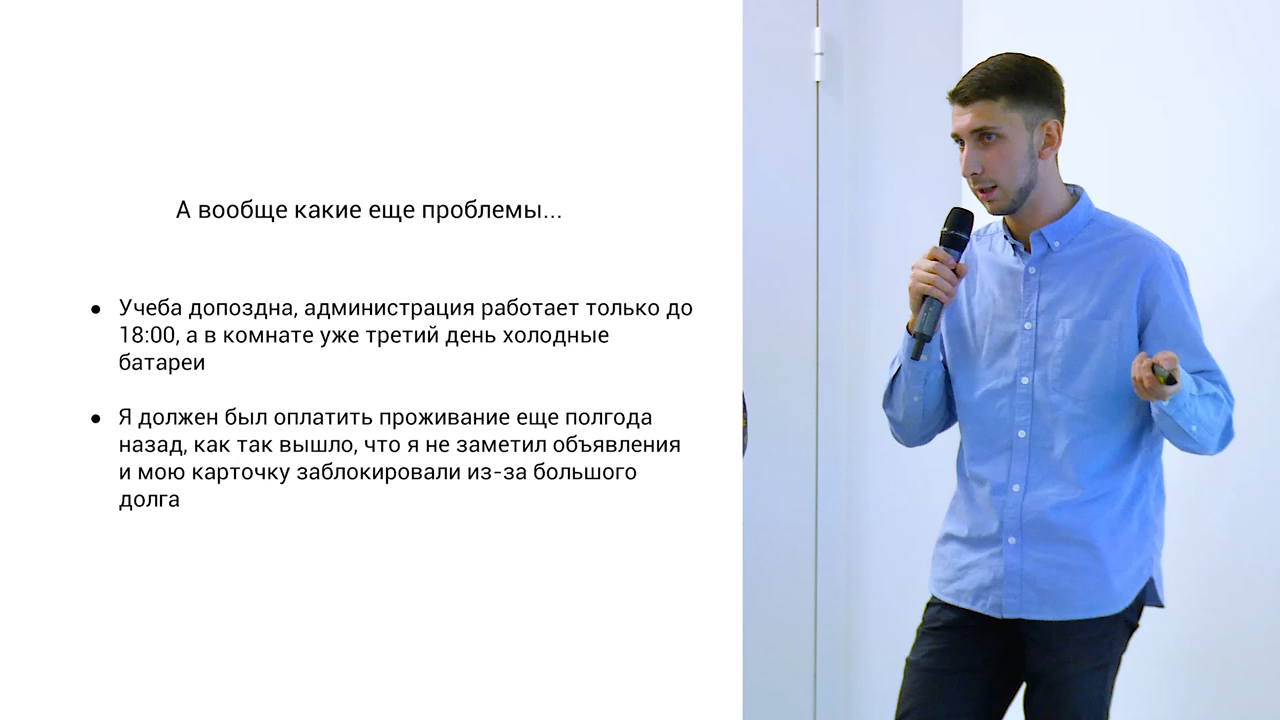 А вообще какие еще проблемы...
● Учеба допоздна, администрация работает только до
18:00, а в комнате уже третий день холодные
батареи
● Я должен был оплатить проживание еще полгода
назад, как так вышло, что я не заметил объявления
и мою карточку заблокировали из-за большого
долга